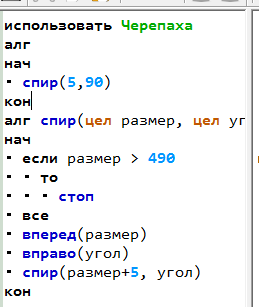 использовать Черепаха
алг
нач
· спир(5,90)
кон
алг спир(цел размер, цел уг
нач
· если размер > 490
· · то
· · · стоп
· все
· вперед(размер)
· вправо(угол)
· спир(размер+5, угол)
кон